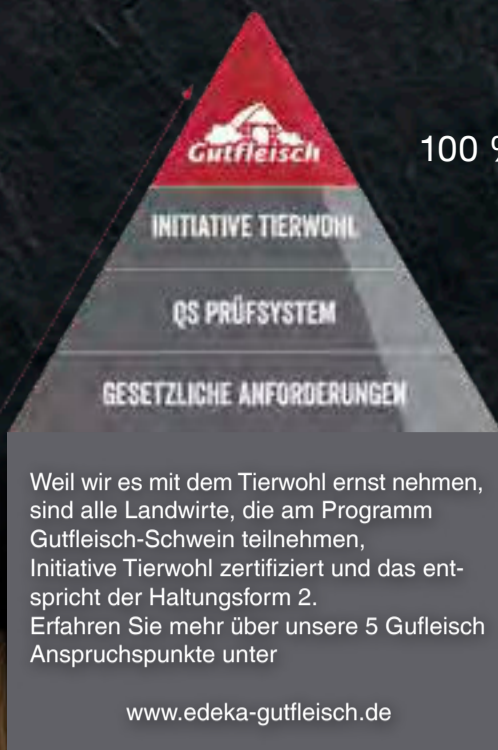 Gutfleisch
100 %
INITIATIVE TIERWOHL
QS PRÜFSYSTEM
GESETZLICHE ANFORDERUNGEN
Weil wir es mit dem Tierwohl ernst nehmen,
sind alle Landwirte, die am Programm
Gutfleisch-Schwein teilnehmen,
Initiative Tierwohl zertifiziert und das ent-
spricht der Haltungsform 2.
Erfahren Sie mehr über unsere 5 Gufleisch
Anspruchspunkte unter
www.edeka-gutfleisch.de